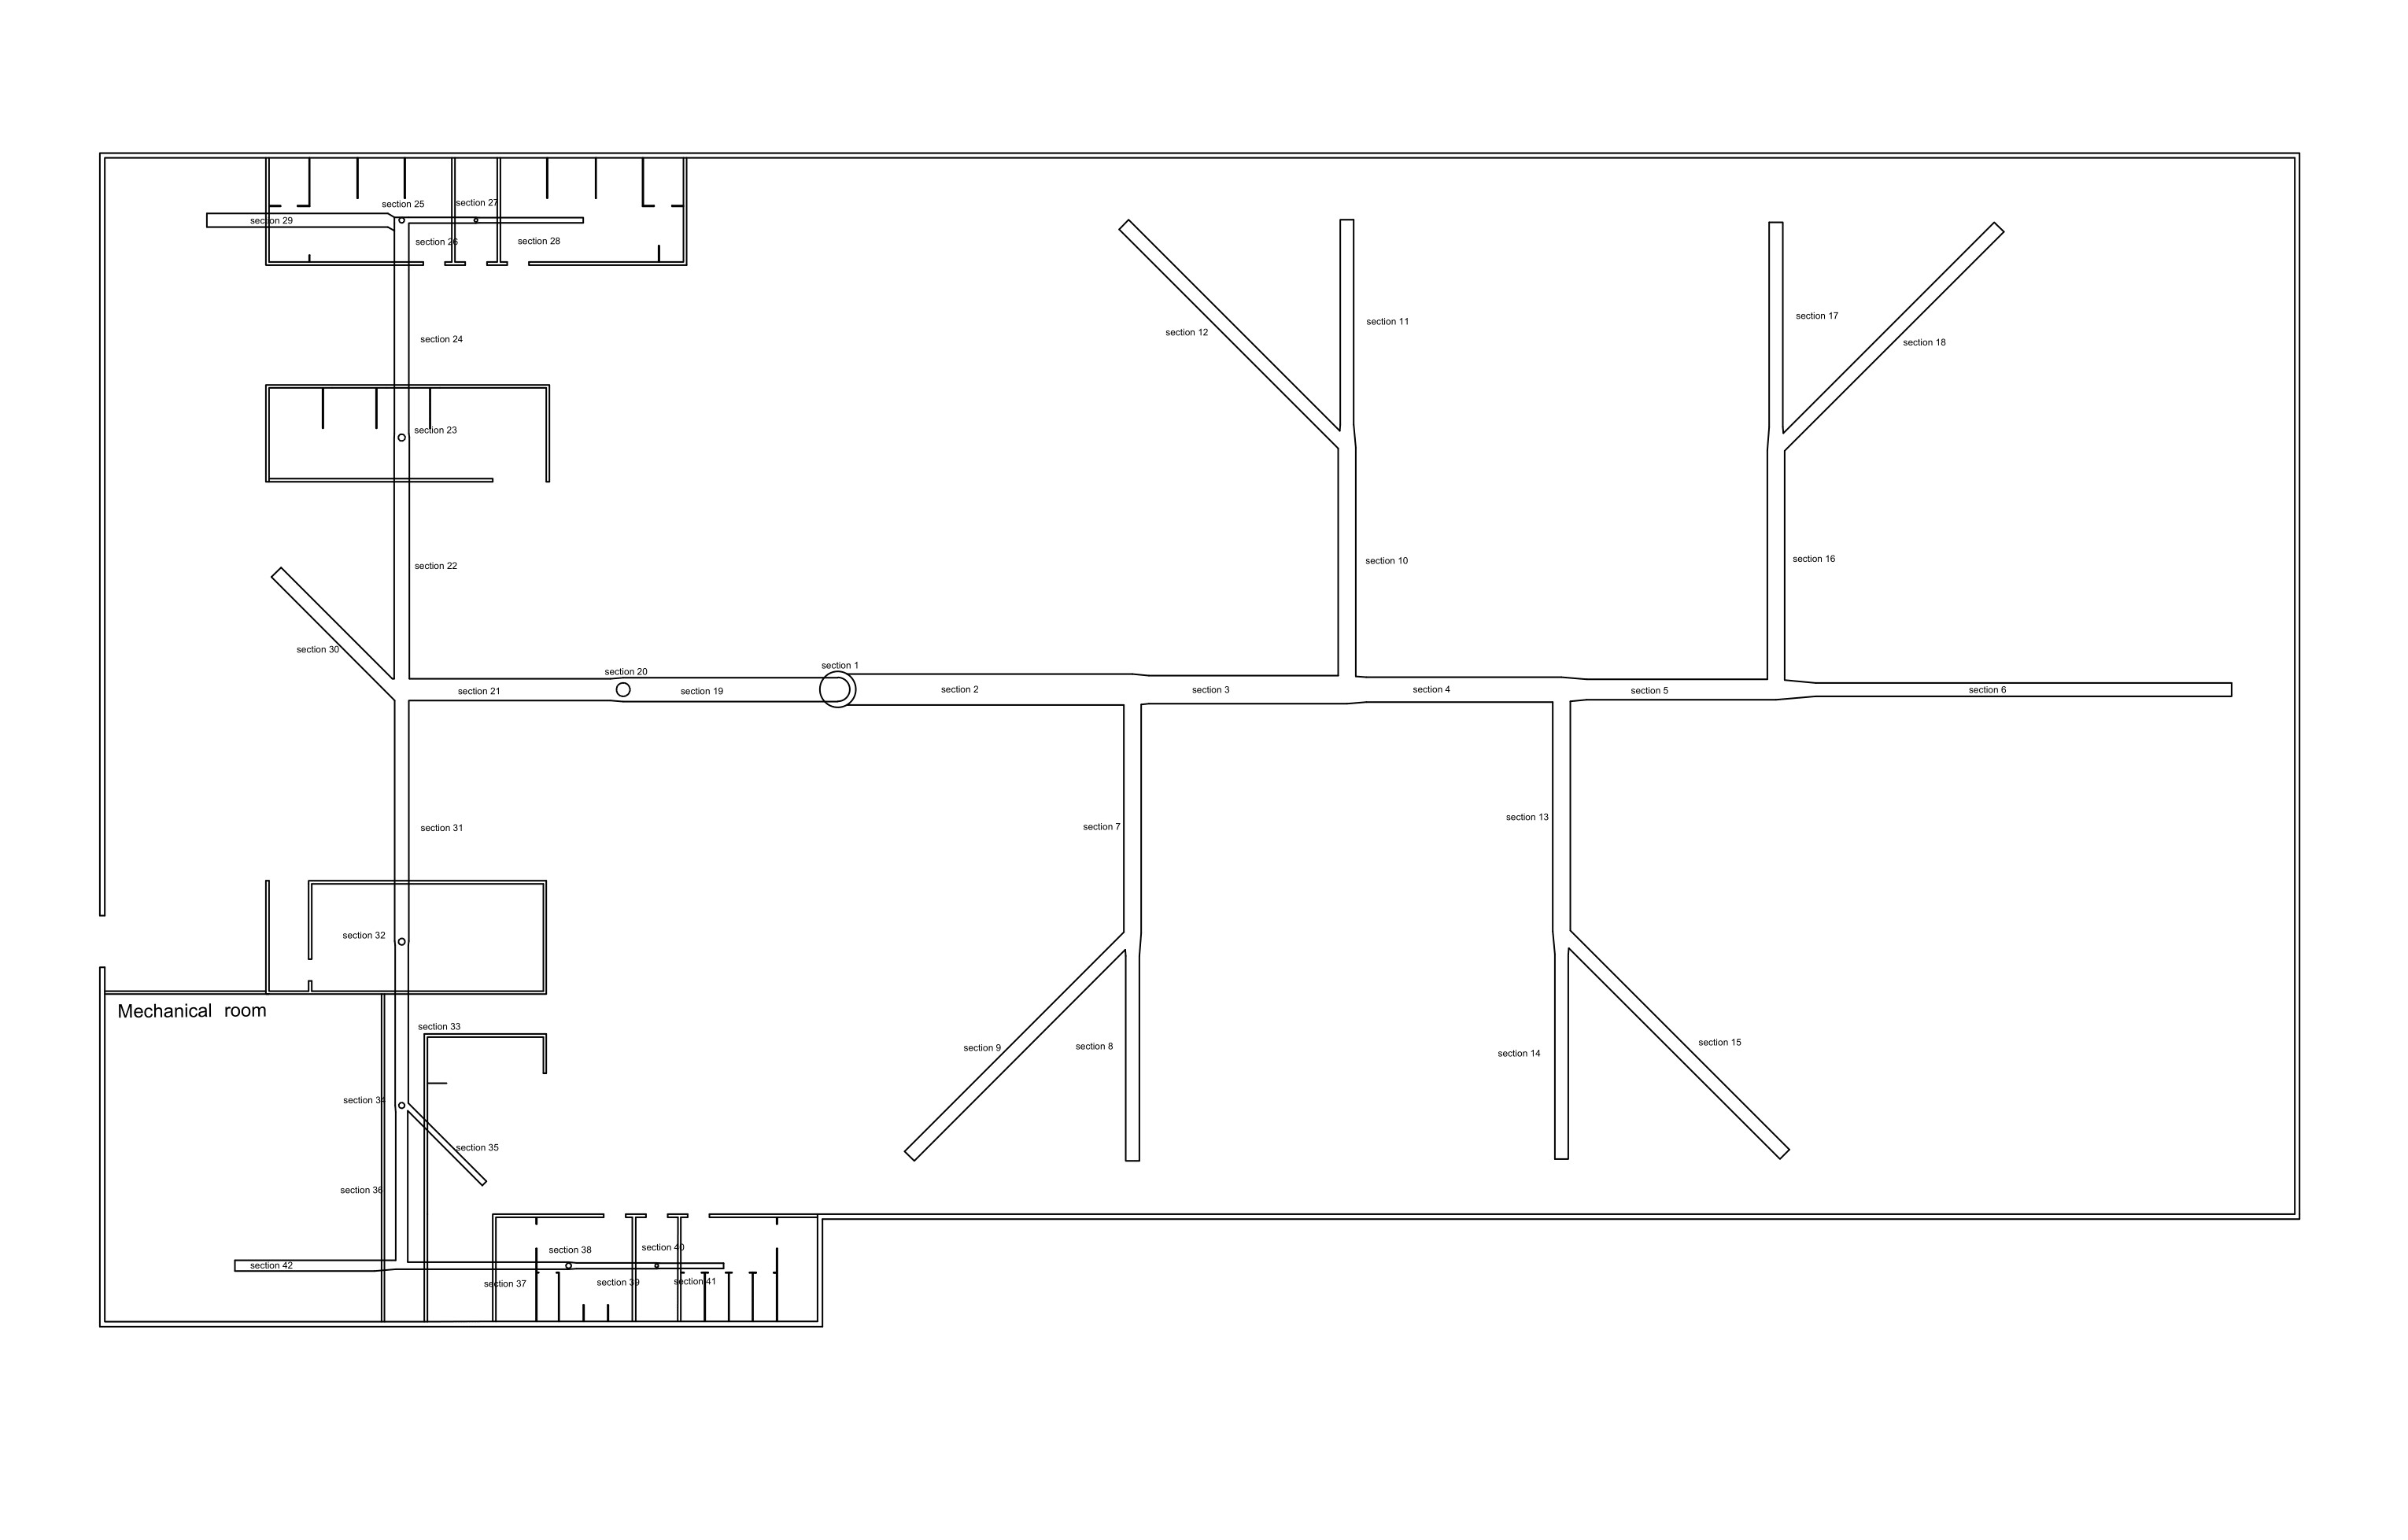 section 25
section 27
section 29
section 26
section 28
section 17
section 11
section 12
section 24
section 18
section 23
section 16
section 10
section 22
section 30
section 1
section 20
section 21
section 19
section 2
section 3
section 4
section 5
section 6
section 13
section 7
section 31
section 32
Mechanical room
section 33
section 15
section 8
section 9
section 14
section 34
section 35
section 36
section 40
section 38
section 42
section 37
section 39
section 41